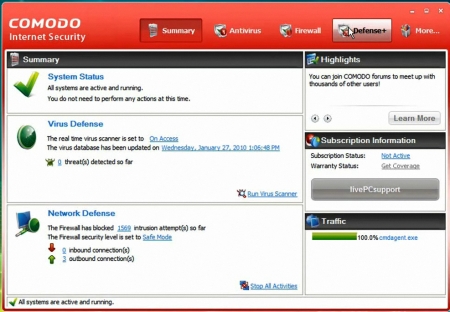 COMODO
Internet Security
Summary
Antivirus
Firewall
Defense+
More...
Summary
System Status
All systems are active and running.
You do not need to perform any actions at this time.
Virus Defense
The real time virus scanner is set to On Access
The virus database has been updated on Wednesday, January 27, 2010 1:06:48 PM
0 threat(s) detected so far
Run Virus Scanner
Network Defense
The Firewall has blocked 1569 intrusion attempt(s) so far
The Firewall security level is set to Safe Mode
0 inbound connection(s)
3 outbound connection(s)
Stop All Activities
Highlights
You can join COMODO forums to meet up with
thousands of other users!
Learn More
Subscription Information
Subscription Status: Not Active
Warranty Status: Get Coverage
livePCsupport
Traffic
100.0% cmdagent.exe
All systems are active and running.